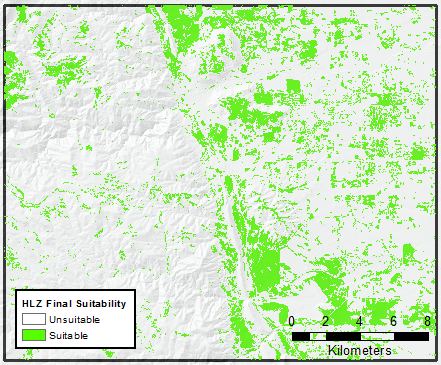 HLZ Final Suitability
Unsuitable
Suitable
0 2 4 6 8
Kilometers